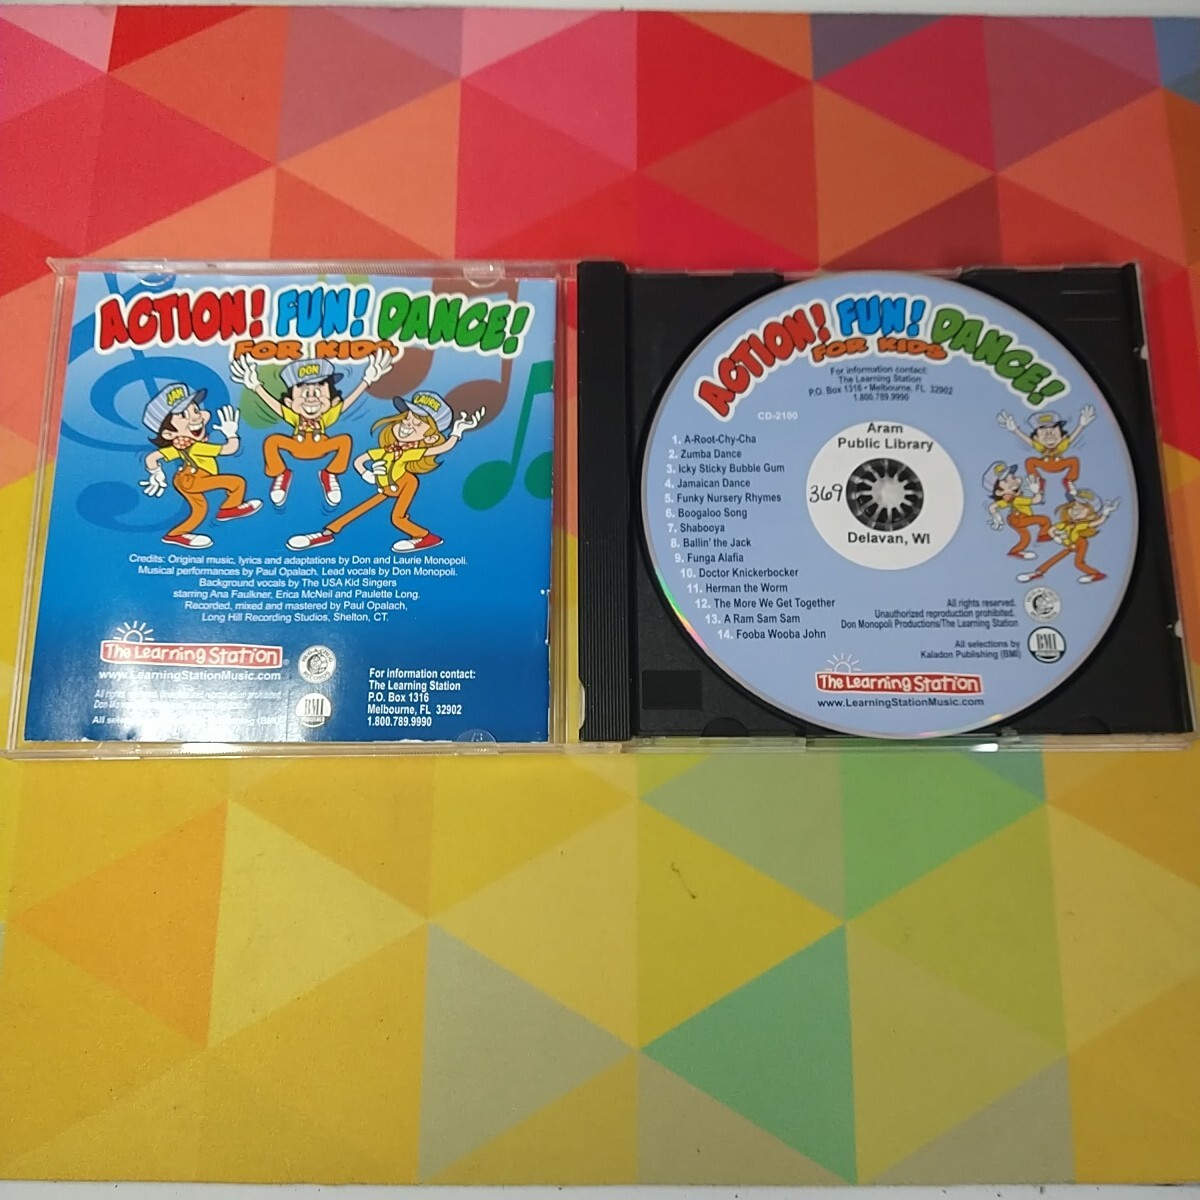 ACTION! FUN! DANCE!
FOR KIDS
JAN
DON
LAURIE
Credits: Original music, lyrics and adaptations by Don and Laurie Monopoli.
Musical performances by Paul Opalach. Lead vocals by Don Monopoli.
Background vocals by The USA Kid Singers
starring Ana Faulkner, Erica McNeil and Paulette Long.
Recorded, mixed and mastered by Paul Opalach,
Long Hill Recording Studios, Shelton, CT.
The Learning Station®
www.LearningStationMusic.com
All rights reserved. Unauthorized reproduction prohibited.
BMI
For information contact:
The Learning Station
P.O. Box 1316
Melbourne, FL 32902
1.800.789.9990
ACTION! FUN! DANCE!
FOR KIDS
For information contact:
The Learning Station
P.O. Box 1316 • Melbourne, FL 32902
1.800.789.9990
CD-2100
Aram
Public Library
369
Delavan, WI
1. A-Root-Chy-Cha
2. Zumba Dance
3. Icky Sticky Bubble Gum
4. Jamaican Dance
5. Funky Nursery Rhymes
6. Boogaloo Song
7. Shabooya
8. Ballin' the Jack
9. Funga Alafia
10. Doctor Knickerbocker
11. Herman the Worm
12. The More We Get Together
13. A Ram Sam Sam
14. Fooba Wooba John
All rights reserved.
Unauthorized reproduction prohibited.
Don Monopoli Productions/The Learning Station
All selections by
Kaladon Publishing (BMI)
BMI
The Learning Station
www.LearningStationMusic.com